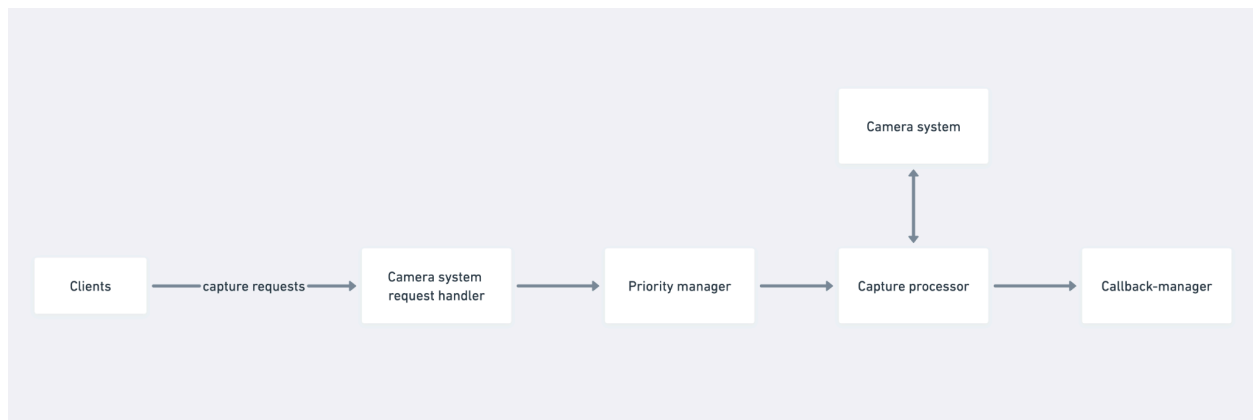 Camera system
Clients
capture requests
Camera system
request handler
Priority manager
Capture processor
Callback-manager